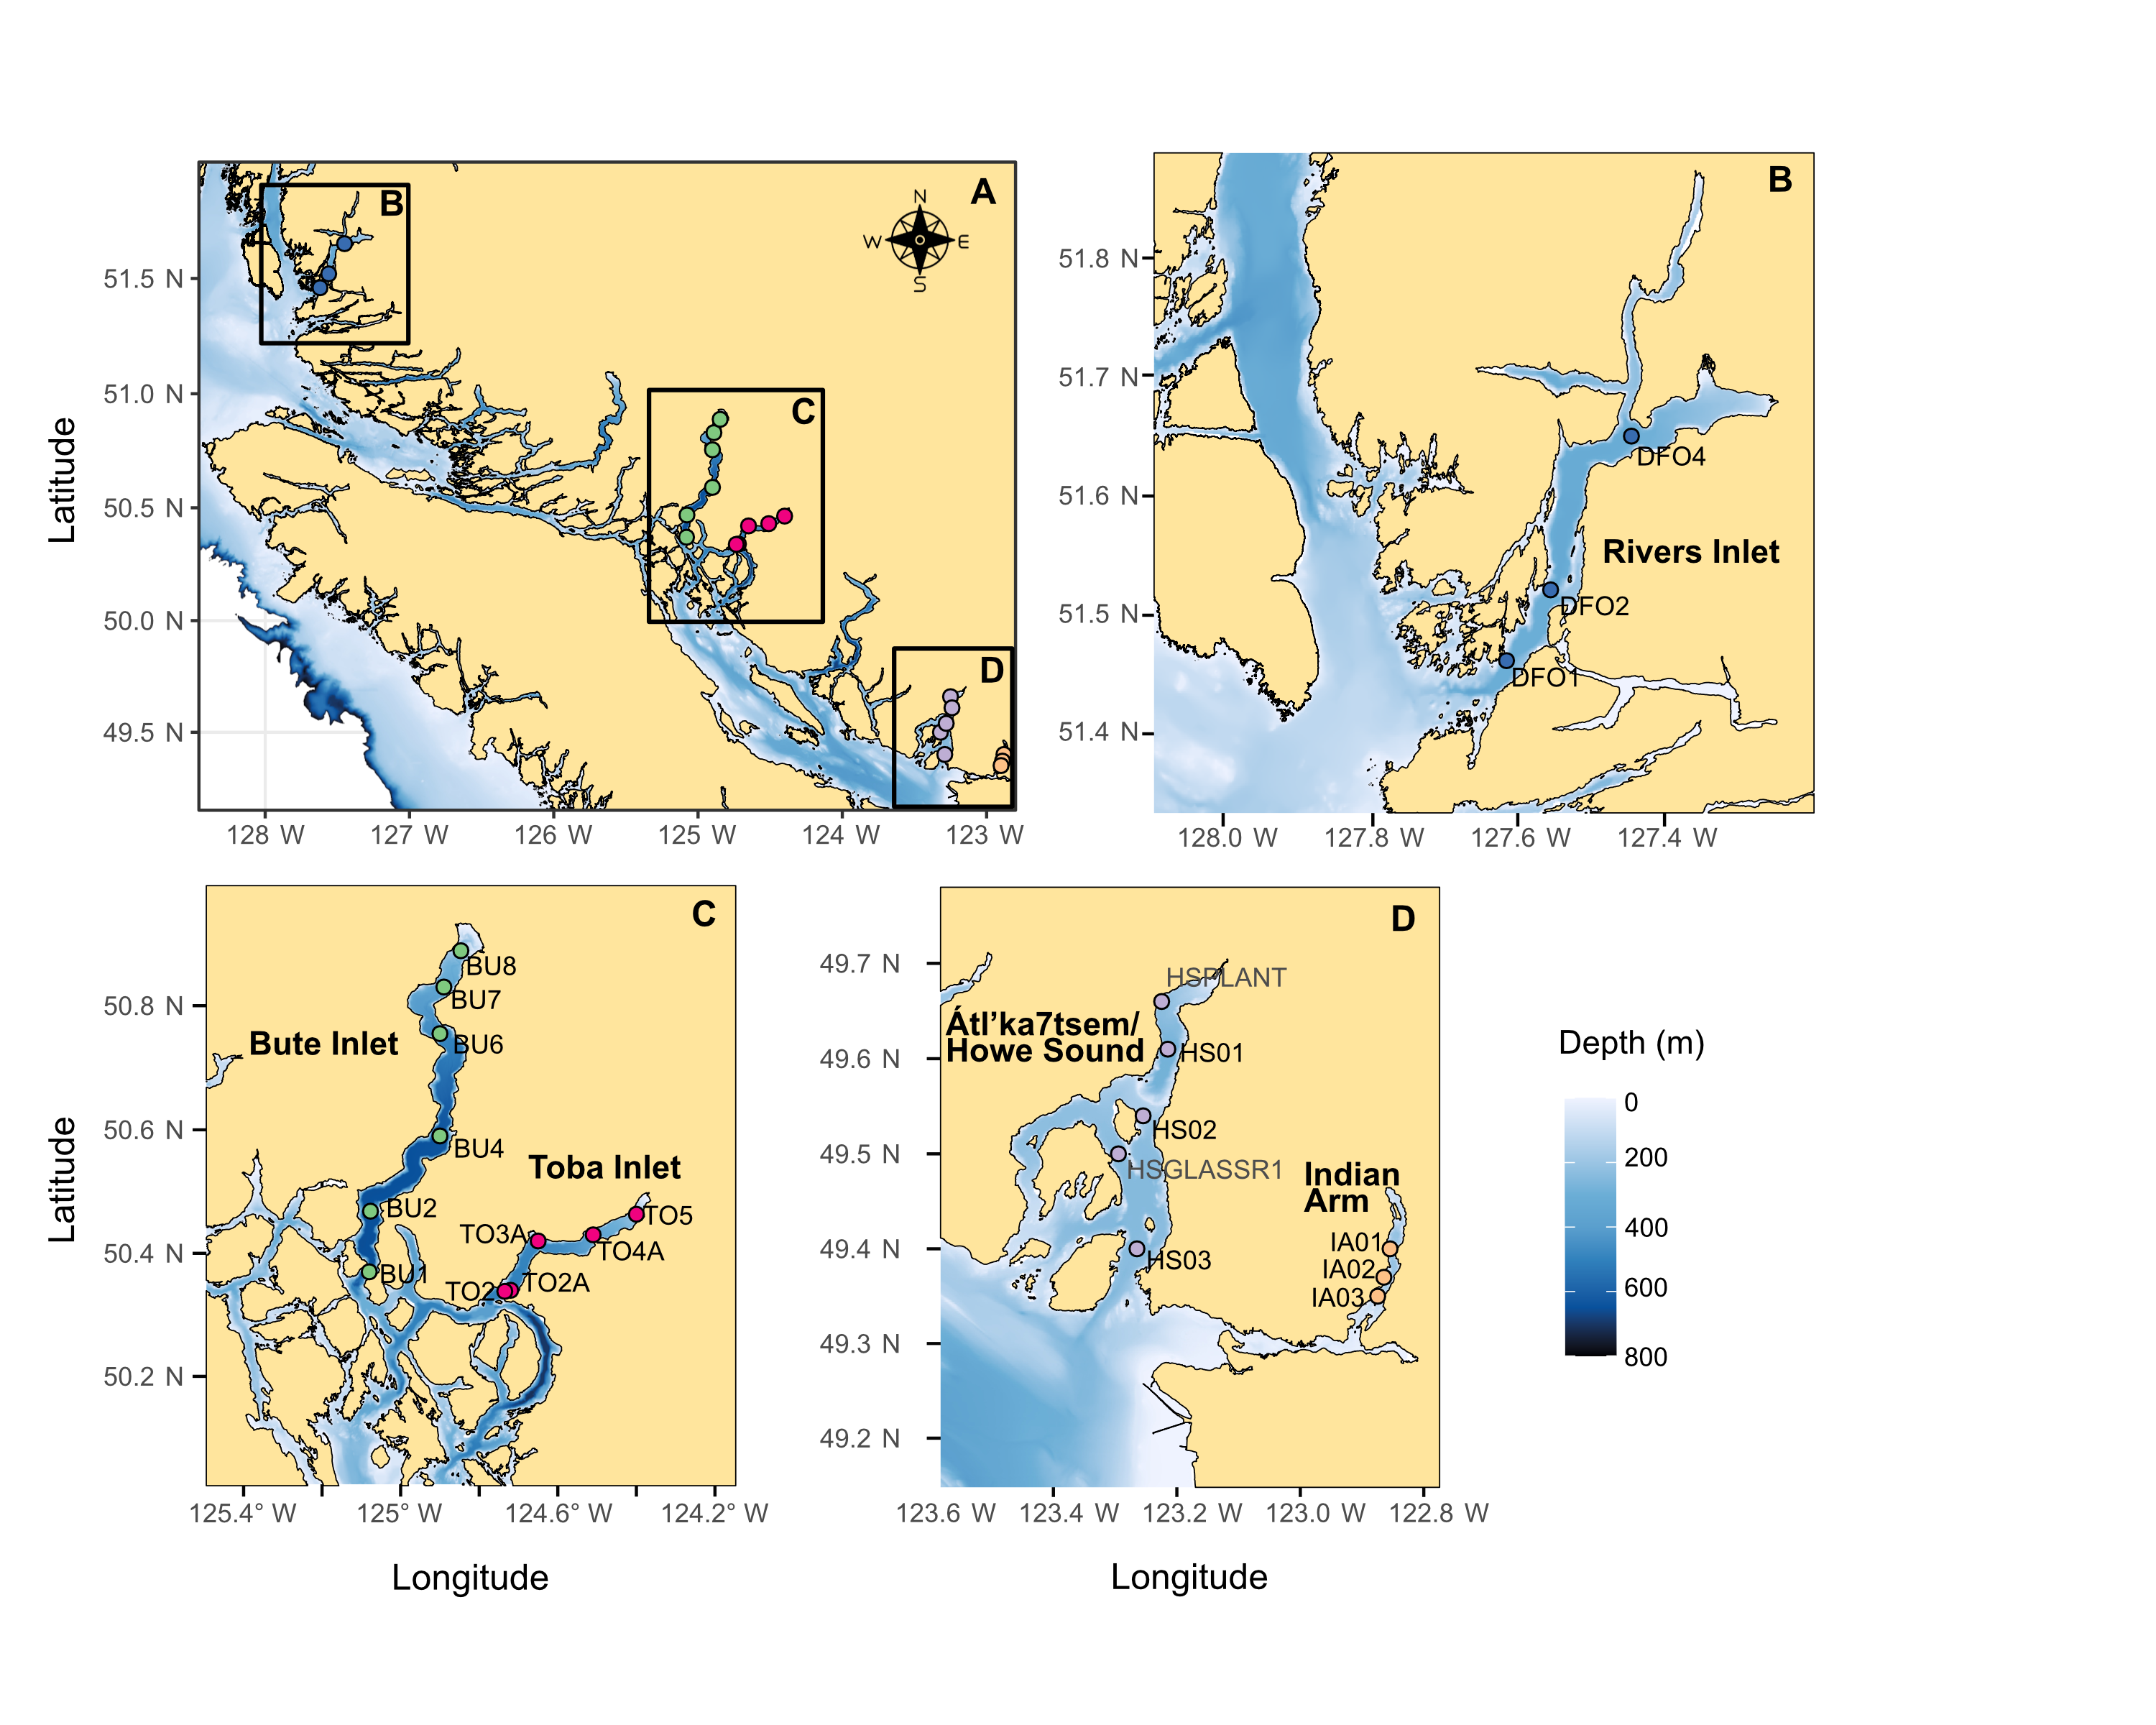 A
B
C
D
N
W
E
S
Latitude
51.5 N
51.0 N
50.5 N
50.0 N
49.5 N
128 W
127 W
126 W
125 W
124 W
123 W
B
51.8 N
51.7 N
51.6 N
51.5 N
51.4 N
DFO4
Rivers Inlet
DFO2
DFO1
128.0 W
127.8 W
127.6 W
127.4 W
C
Latitude
50.8 N
50.6 N
50.4 N
50.2 N
BU8
BU7
Bute Inlet
BU6
BU4
Toba Inlet
BU2
TO5
TO3A
TO4A
BU1
TO2
TO2A
125.4° W
125° W
124.6° W
124.2° W
Longitude
D
49.7 N
49.6 N
49.5 N
49.4 N
49.3 N
49.2 N
HSPLANT
Átl’ka7tsem/
Howe Sound
HS01
HS02
HSGLASSR1
Indian
Arm
IA01
HS03
IA02
IA03
123.6 W
123.4 W
123.2 W
123.0 W
122.8 W
Longitude
Depth (m)
0
200
400
600
800